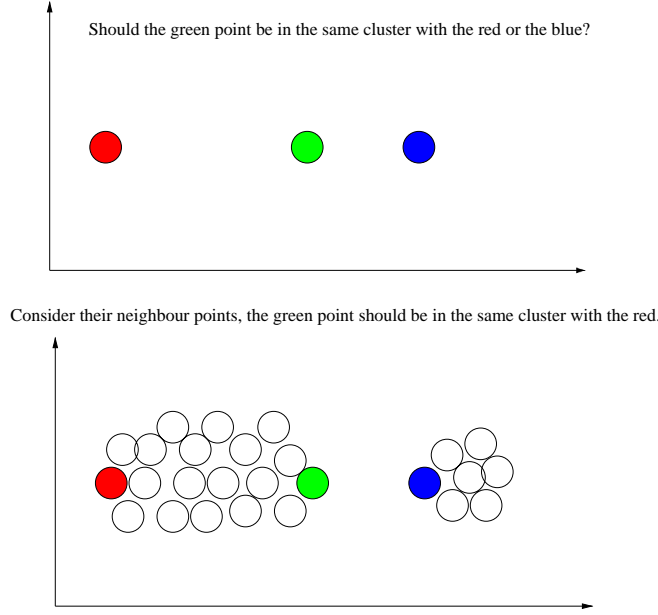 Should the green point be in the same cluster with the red or the blue?
Consider their neighbour points, the green point should be in the same cluster with the red.